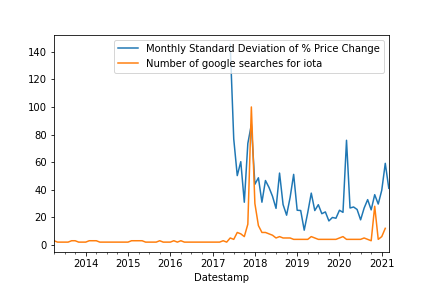 Monthly Standard Deviation of % Price Change
Number of google searches for iota
140
120
100
80
60
40
20
0
2014 2015 2016 2017 2018 2019 2020 2021
Datestamp